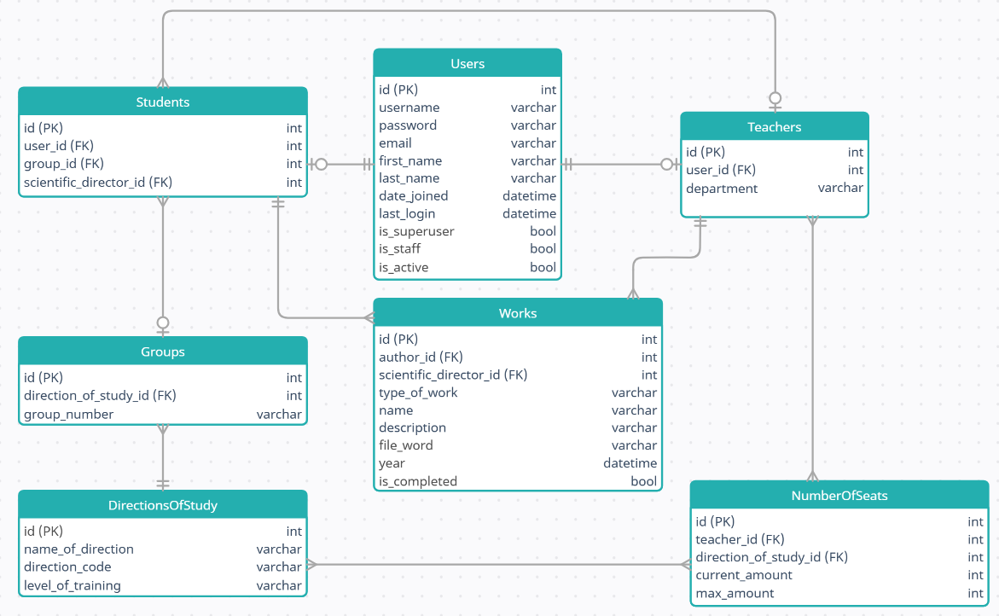 Users
id (PK) int
username varchar
password varchar
email varchar
first_name varchar
last_name varchar
date_joined datetime
last_login datetime
is_superuser bool
is_staff bool
is_active bool
Students
id (PK) int
user_id (FK) int
group_id (FK) int
scientific_director_id (FK) int
Teachers
id (PK) int
user_id (FK) int
department varchar
Works
id (PK) int
author_id (FK) int
scientific_director_id (FK) int
type_of_work varchar
name varchar
description varchar
file_word varchar
year datetime
is_completed bool
Groups
id (PK) int
direction_of_study_id (FK) int
group_number varchar
DirectionsOfStudy
id (PK) int
name_of_direction varchar
direction_code varchar
level_of_training varchar
NumberOfSeats
id (PK) int
teacher_id (FK) int
direction_of_study_id (FK) int
current_amount int
max_amount int